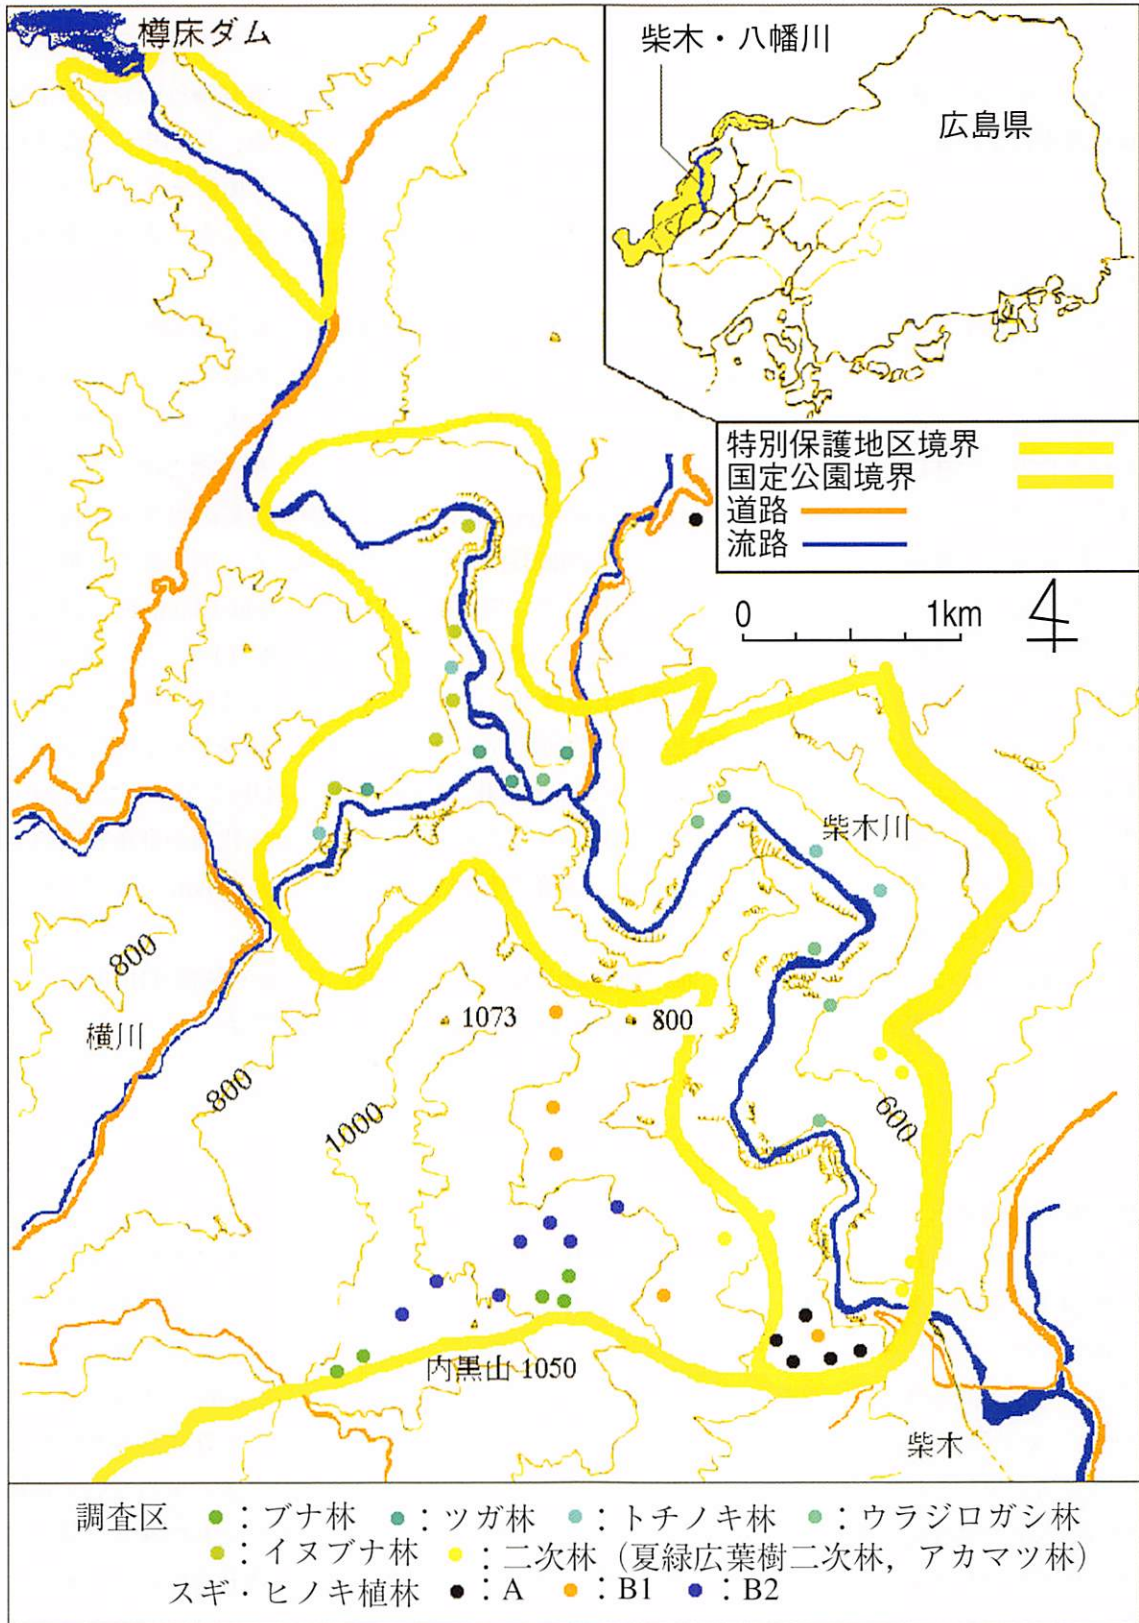 樽床ダム
柴木・八幡川
広島県
特別保護地区境界
国定公園境界
道路
流路
0 1km
柴木川
800
横川
1073
800
800
1000
600
内黒山 1050
柴木
調査区 ：ブナ林 ：ツガ林 ：トチノキ林 ：ウラジロガシ林
：イヌブナ林 ：二次林（夏緑広葉樹二次林，アカマツ林）
スギ・ヒノキ植林 ：A ：B1 ：B2